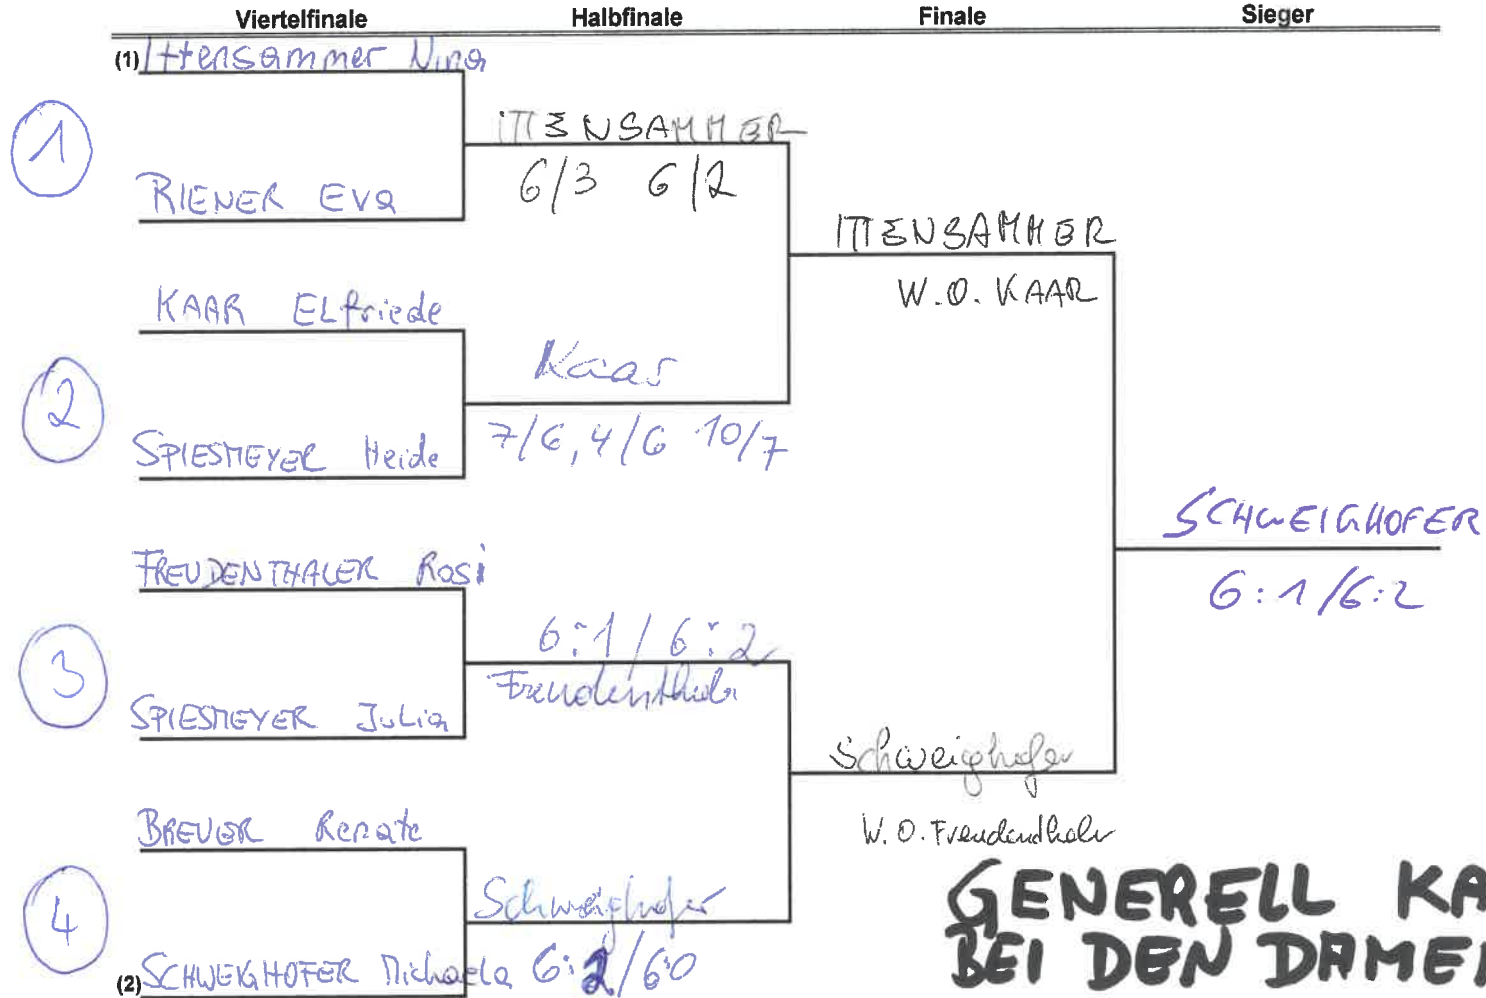 Viertelfinale Halbfinale Finale Sieger
(1) Ittensammer Nina
1
ITTENSAMMER
6/3 6/2
RIENER Eva
ITTENSAMMER
W.O. KAAR
KAAR ELfriede
2
Kaar
7/6, 4/6 10/7
SPIESMEYER Heide
SCHWEIGHOFER
6:1/6:2
FREUDENTHALER Rosi
3
6:1/6:2
Freudenthaler
SPIESMEYER Julia
Schweighofer
W.O. Freudenthaler
BREUER Renate
4
Schweighofer
6:2/6:0
(2) SCHWEIGHOFER Michaela
GENERELL KA
BEI DEN DAMEN